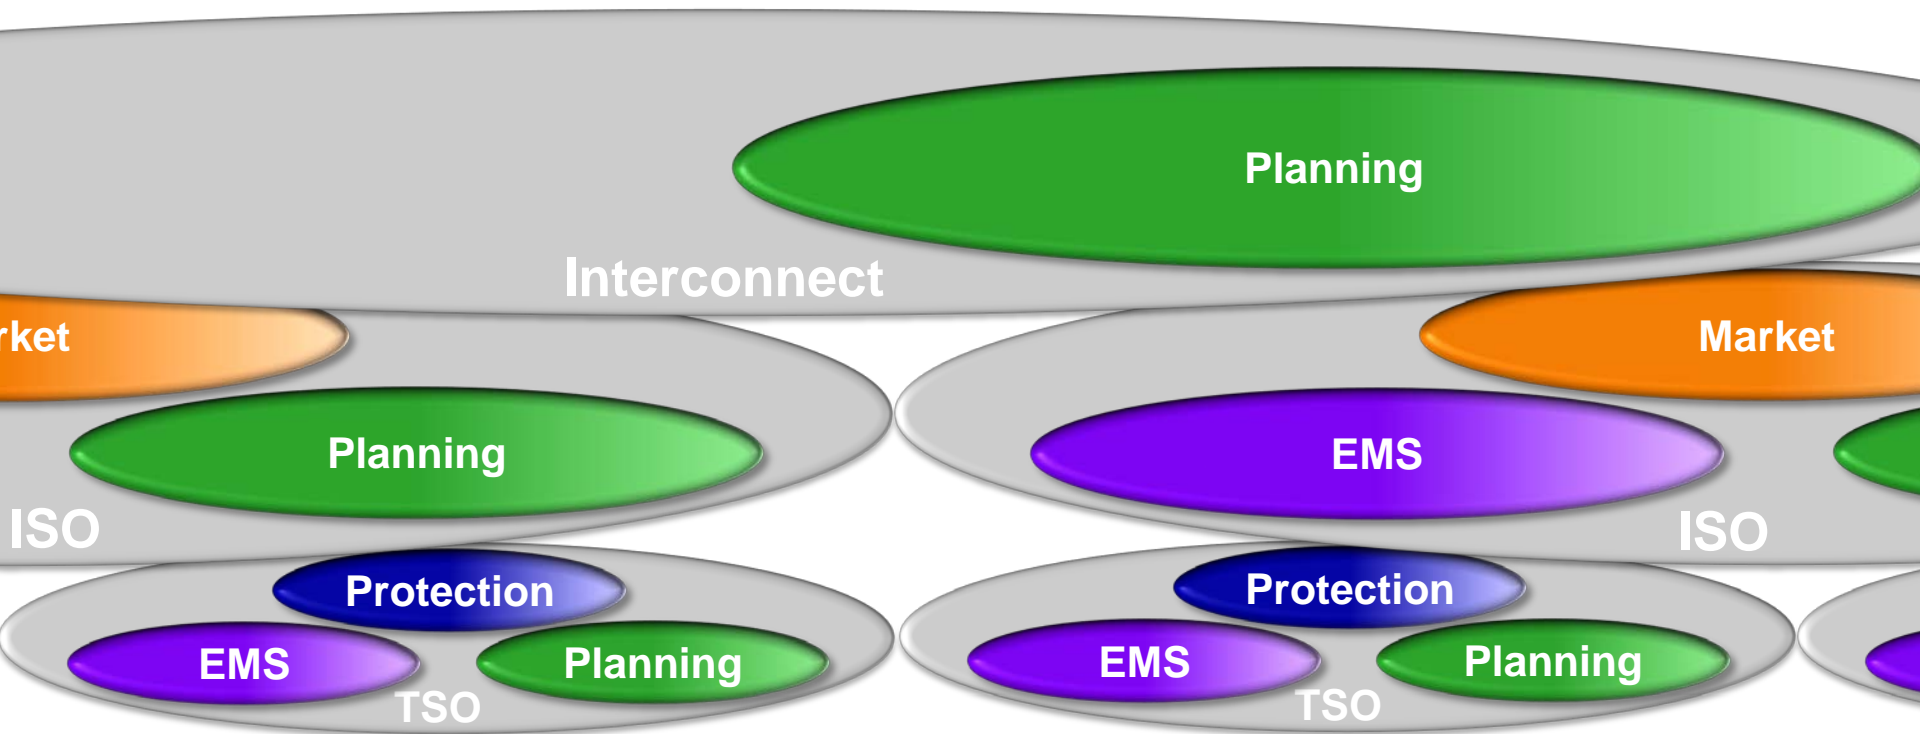 Planning
Interconnect
rket
Market
Planning
EMS
ISO
ISO
Protection
Protection
EMS
Planning
EMS
Planning
TSO
TSO